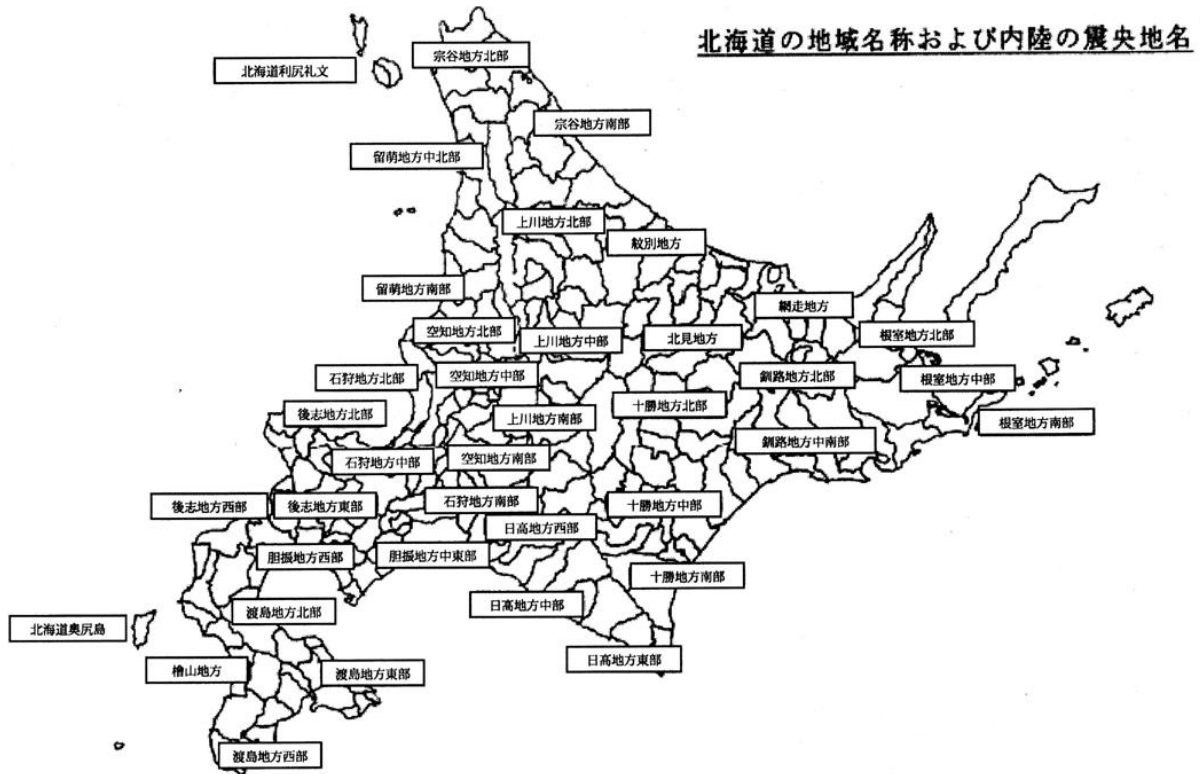 北海道の地域名称および内陸の震央地名
宗谷地方北部
北海道利尻礼文
宗谷地方南部
留萌地方中北部
上川地方北部
紋別地方
留萌地方南部
網走地方
空知地方北部
上川地方中部
北見地方
根室地方北部
石狩地方北部
空知地方中部
釧路地方北部
根室地方中部
後志地方北部
上川地方南部
十勝地方北部
根室地方南部
石狩地方中部
空知地方南部
釧路地方中南部
後志地方西部
後志地方東部
石狩地方南部
十勝地方中部
日高地方西部
胆振地方西部
胆振地方中東部
十勝地方南部
渡島地方北部
日高地方中部
北海道奥尻島
檜山地方
渡島地方東部
日高地方東部
渡島地方西部